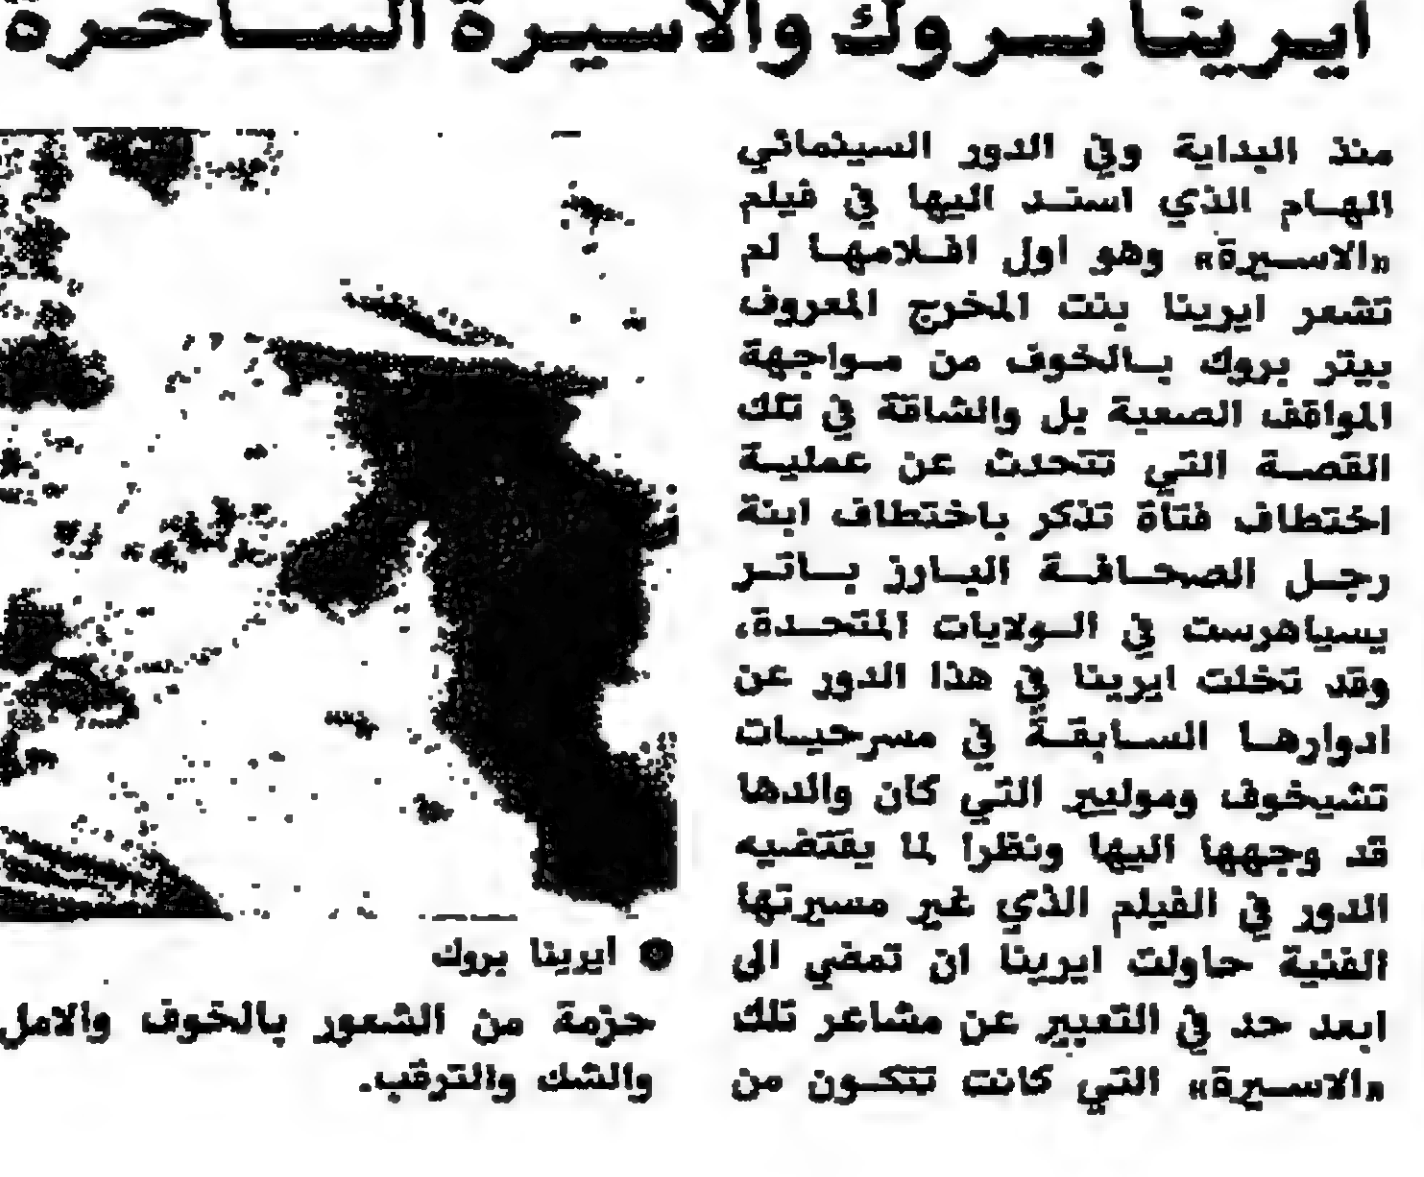 ايرينا بروك والاسيرة الساحرة
منذ البداية وفي الدور السينمائي
الهام الذي اسند اليها في فيلم
«الاسيرة» وهو اول افلامها لم
تشعر ايرينا بنت المخرج المعروف
بيتر بروك بالخوف من مواجهة
المواقف الصعبة بل والشاقة في تلك
القصة التي تتحدث عن عملية
اختطاف فتاة تذكر باختطاف ابنة
رجل الصحافة البارز باتر
يسياهرست في الولايات المتحدة،
وقد تخلت ايرينا في هذا الدور عن
ادوارها السابقة في مسرحيات
تشيخوف وموليير التي كان والدها
قد وجهها اليها ونظرا لما يقتضيه
الدور في الفيلم الذي غير مسيرتها
الفنية حاولت ايرينا ان تمضي الى
ابعد حد في التعبير عن مشاعر تلك
«الاسيرة» التي كانت تتكون من
ايرينا بروك
حزمة من الشعور بالخوف والامل
والشك والترقب.